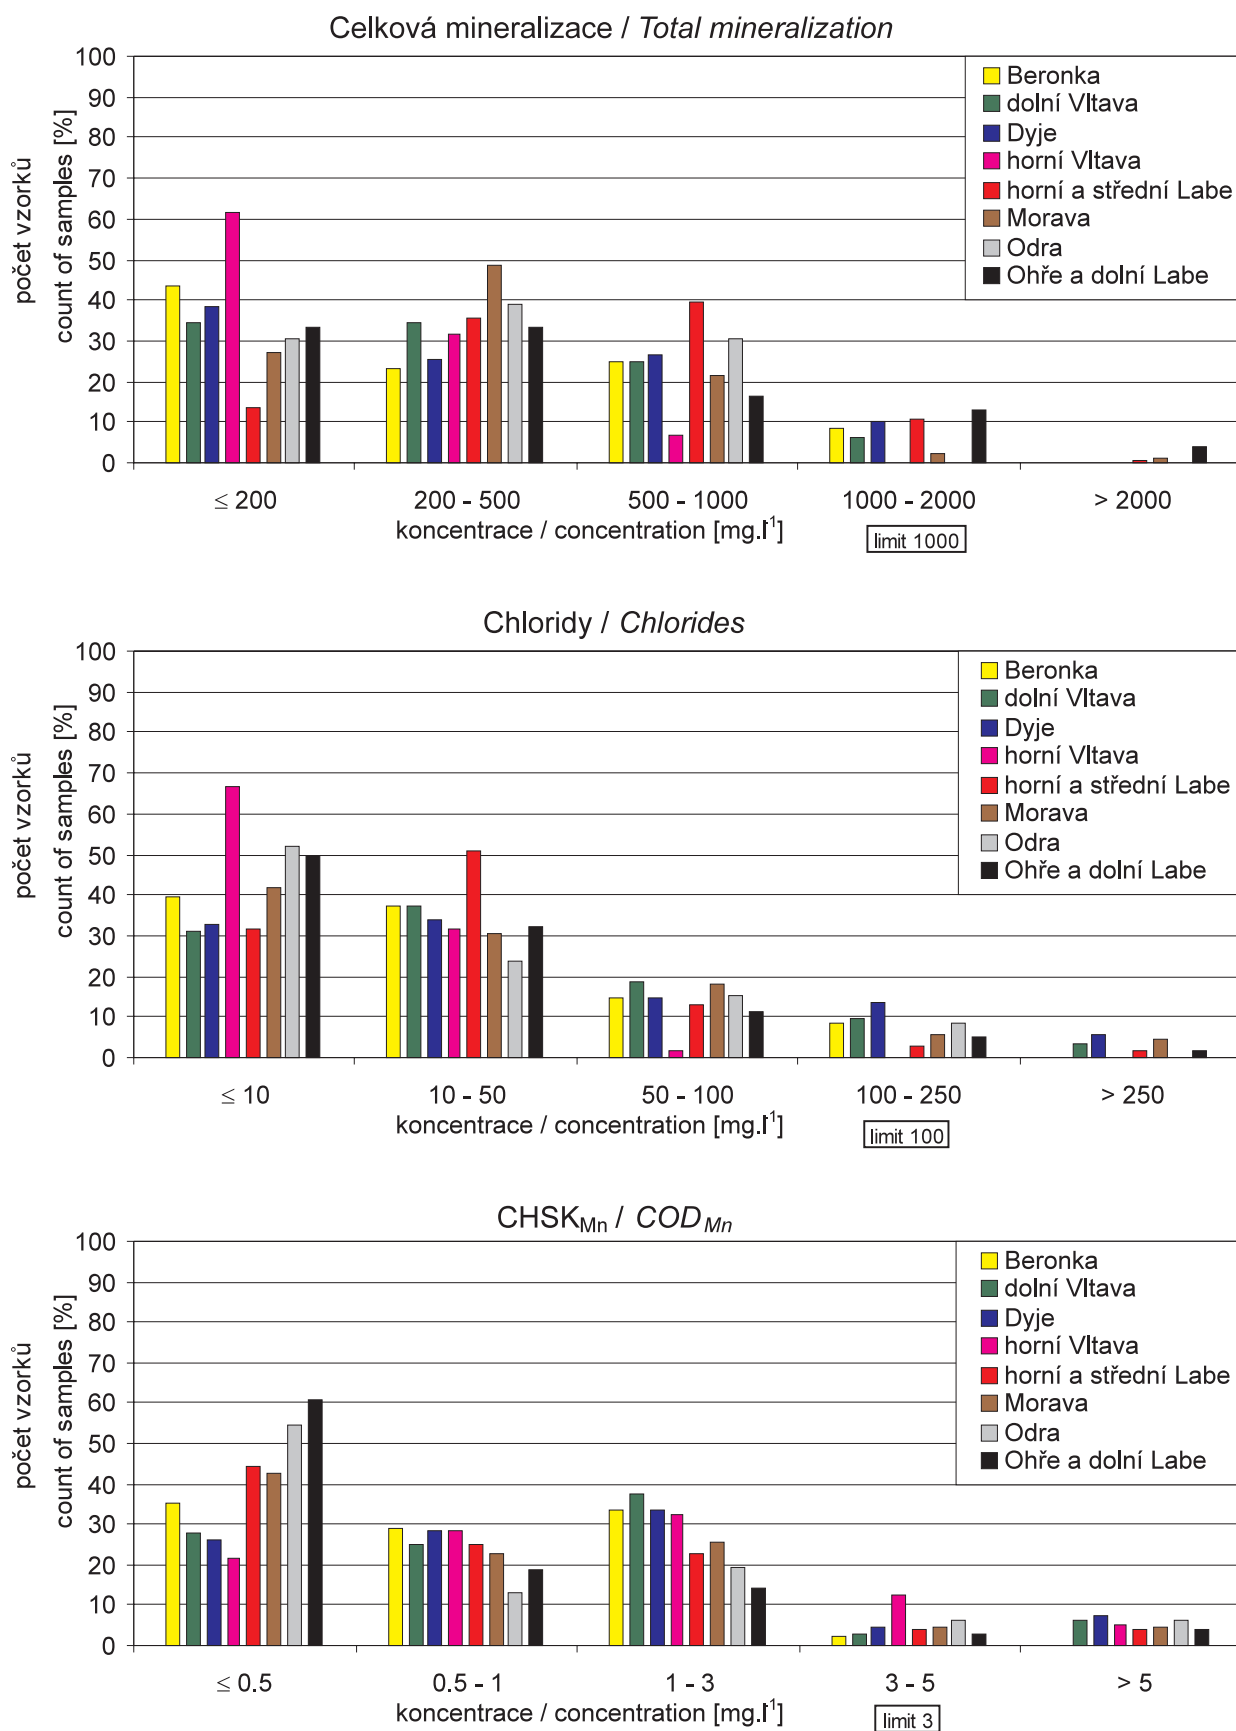 Celková mineralizace / Total mineralization
počet vzorků
count of samples [%]
100
90
80
70
60
50
40
30
20
10
0
Beronka
dolní Vltava
Dyje
horní Vltava
horní a střední Labe
Morava
Odra
Ohře a dolní Labe
≤ 200
200 - 500
500 - 1000
1000 - 2000
> 2000
koncentrace / concentration [mg.l¹]
limit 1000
Chloridy / Chlorides
počet vzorků
count of samples [%]
100
90
80
70
60
50
40
30
20
10
0
Beronka
dolní Vltava
Dyje
horní Vltava
horní a střední Labe
Morava
Odra
Ohře a dolní Labe
≤ 10
10 - 50
50 - 100
100 - 250
> 250
koncentrace / concentration [mg.l¹]
limit 100
CHSK_Mn / COD_Mn
počet vzorků
count of samples [%]
100
90
80
70
60
50
40
30
20
10
0
Beronka
dolní Vltava
Dyje
horní Vltava
horní a střední Labe
Morava
Odra
Ohře a dolní Labe
≤ 0.5
0.5 - 1
1 - 3
3 - 5
> 5
koncentrace / concentration [mg.l¹]
limit 3